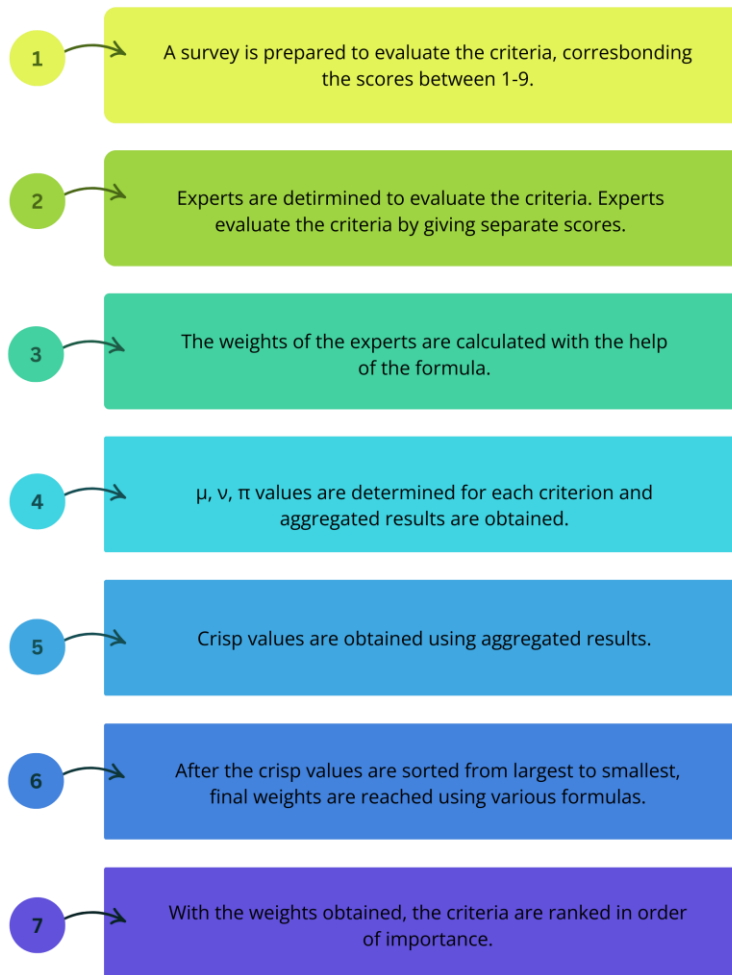 1
A survey is prepared to evaluate the criteria, corresbonding
the scores between 1-9.
2
Experts are detirmined to evaluate the criteria. Experts
evaluate the criteria by giving separate scores.
3
The weights of the experts are calculated with the help
of the formula.
4
μ, ν, π values are determined for each criterion and
aggregated results are obtained.
5
Crisp values are obtained using aggregated results.
6
After the crisp values are sorted from largest to smallest,
final weights are reached using various formulas.
7
With the weights obtained, the criteria are ranked in order
of importance.